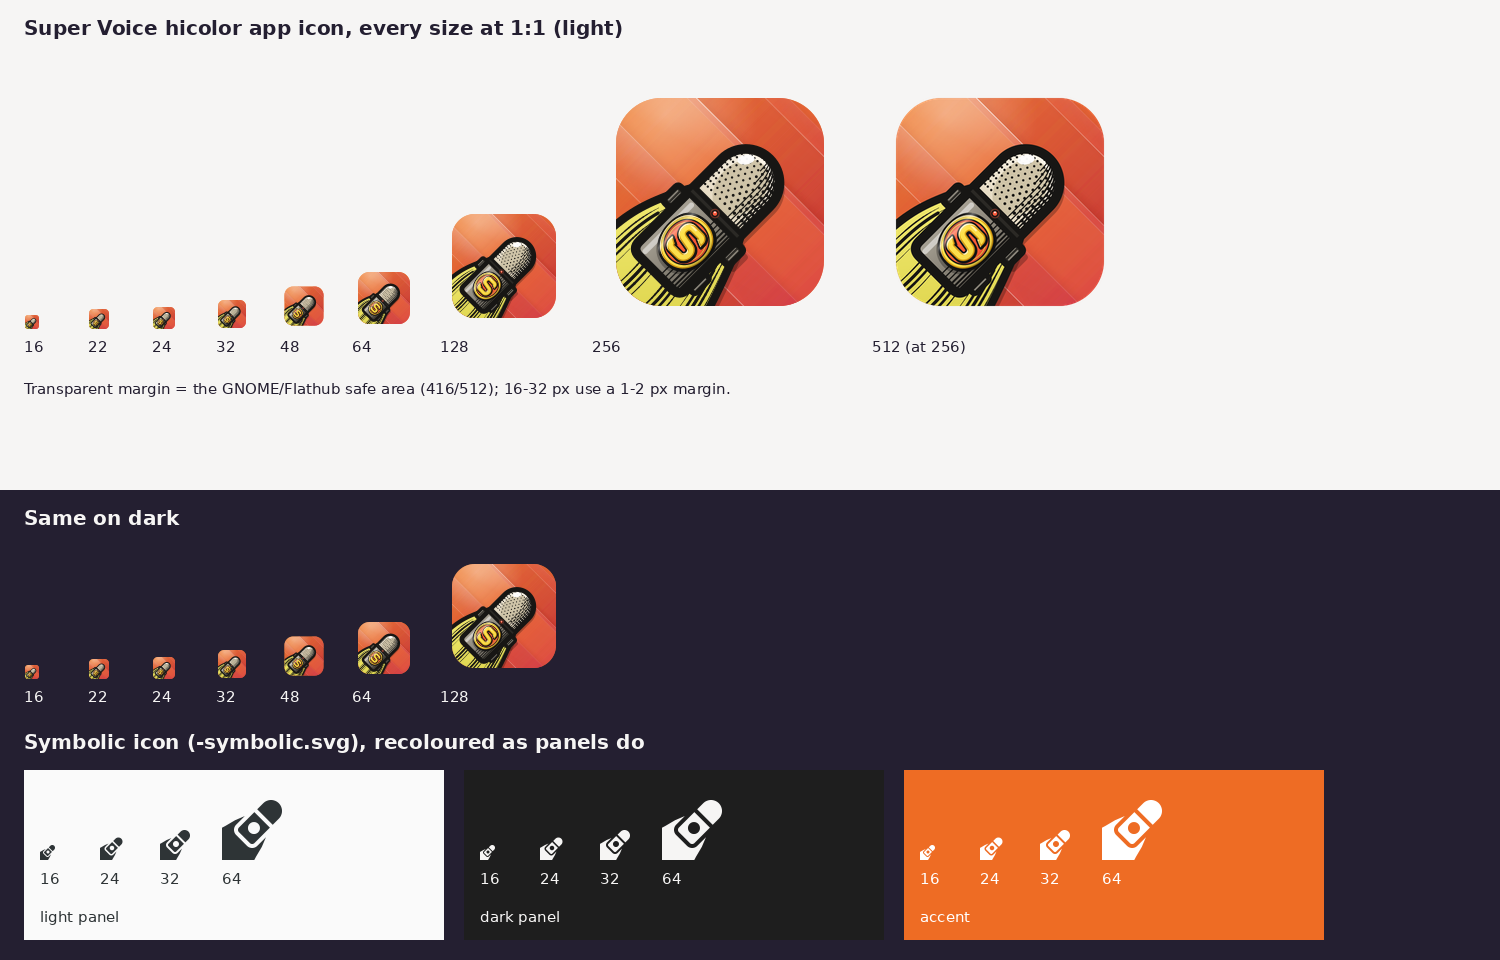 Super Voice hicolor app icon, every size at 1:1 (light)
S S S S
16 22 24 32 48 64 128 256 512 (at 256)
Transparent margin = the GNOME/Flathub safe area (416/512); 16-32 px use a 1-2 px margin.
Same on dark
S S
16 22 24 32 48 64 128
Symbolic icon (-symbolic.svg), recoloured as panels do
16 24 32 64 16 24 32 64 16 24 32 64
light panel dark panel accent